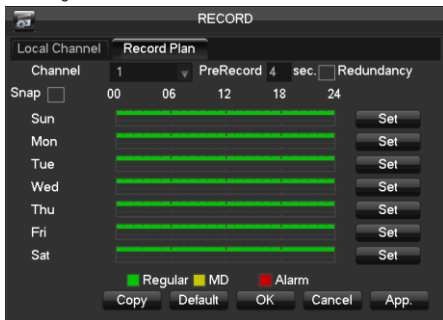 RECORD
Local Channel Record Plan
Channel 1 PreRecord 4 sec. Redundancy
Snap 00 06 12 18 24
Sun Set
Mon Set
Tue Set
Wed Set
Thu Set
Fri Set
Sat Set
Regular MD Alarm
Copy Default OK Cancel App.